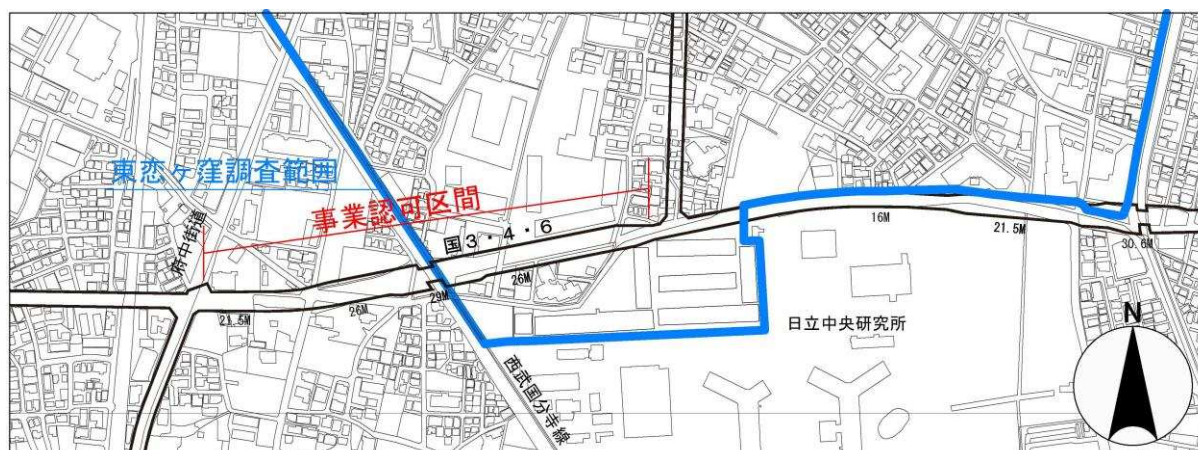 東恋ヶ窪調査範囲
事業認可区間
府中街道
国3・4・6
16M
21.5M
30.6M
26M
29M
26M
21.5M
日立中央研究所
西武国分寺線
N